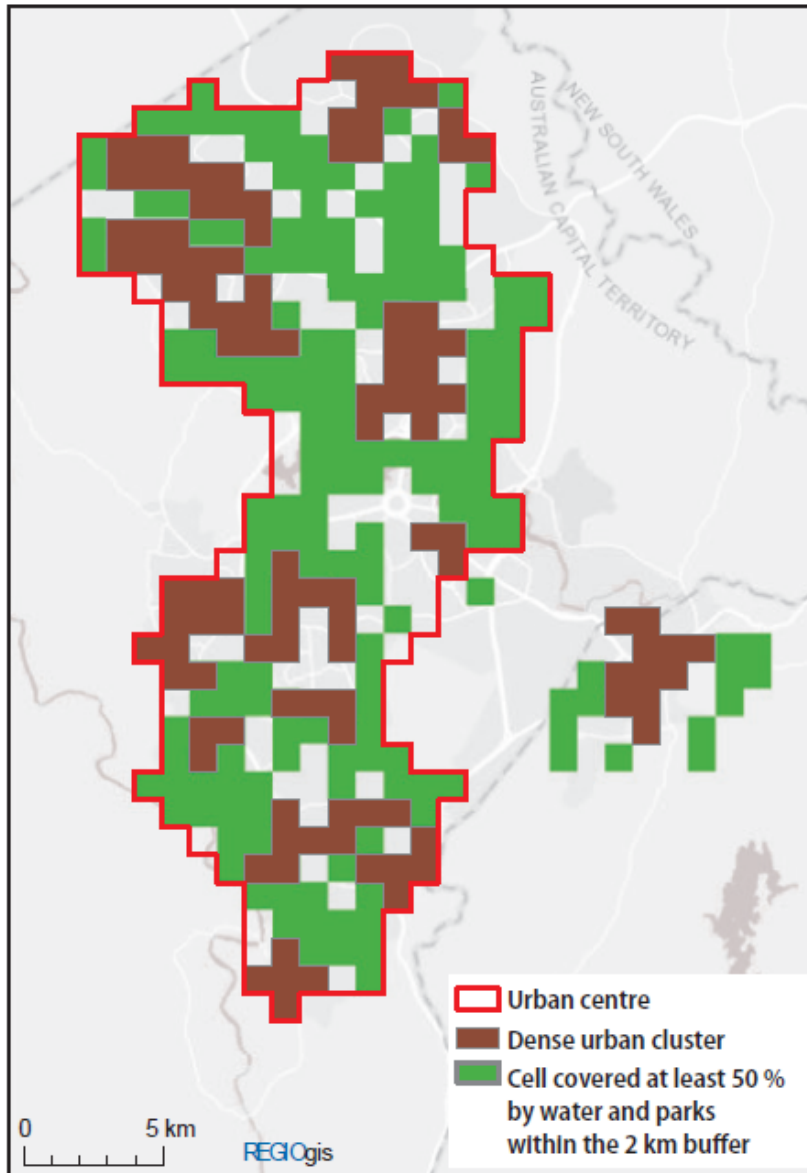 NEW SOUTH WALES
AUSTRALIAN CAPITAL TERRITORY
Urban centre
Dense urban cluster
Cell covered at least 50 %
by water and parks
within the 2 km buffer
0 5 km
REGIOgis